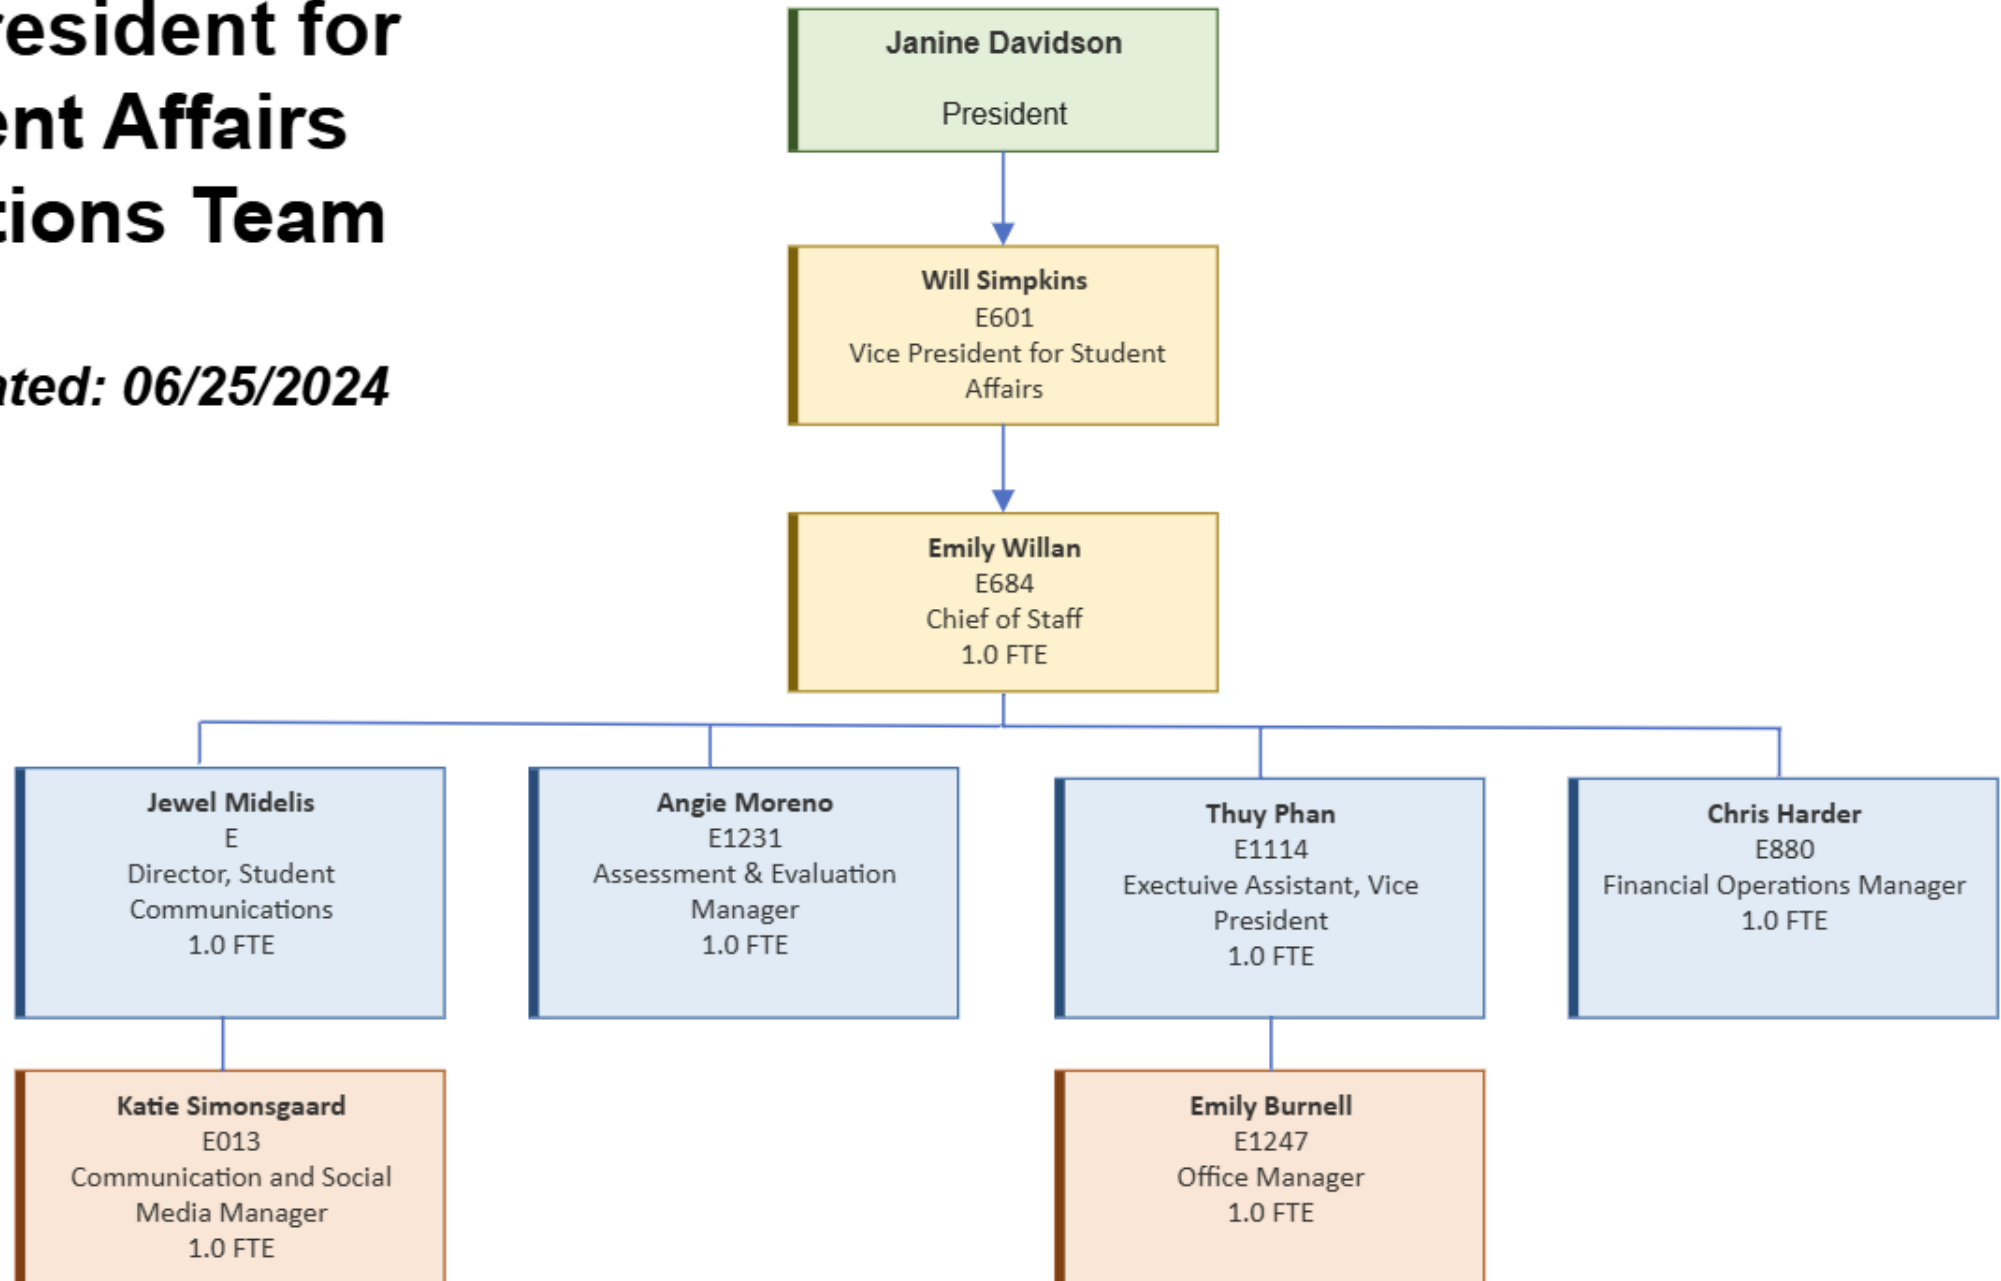 resident for
ent Affairs
tions Team
ated: 06/25/2024
Janine Davidson
President
Will Simpkins
E601
Vice President for Student
Affairs
Emily Willan
E684
Chief of Staff
1.0 FTE
Jewel Midelis
E
Director, Student
Communications
1.0 FTE
Angie Moreno
E1231
Assessment & Evaluation
Manager
1.0 FTE
Thuy Phan
E1114
Exectuive Assistant, Vice
President
1.0 FTE
Chris Harder
E880
Financial Operations Manager
1.0 FTE
Katie Simonsgaard
E013
Communication and Social
Media Manager
1.0 FTE
Emily Burnell
E1247
Office Manager
1.0 FTE